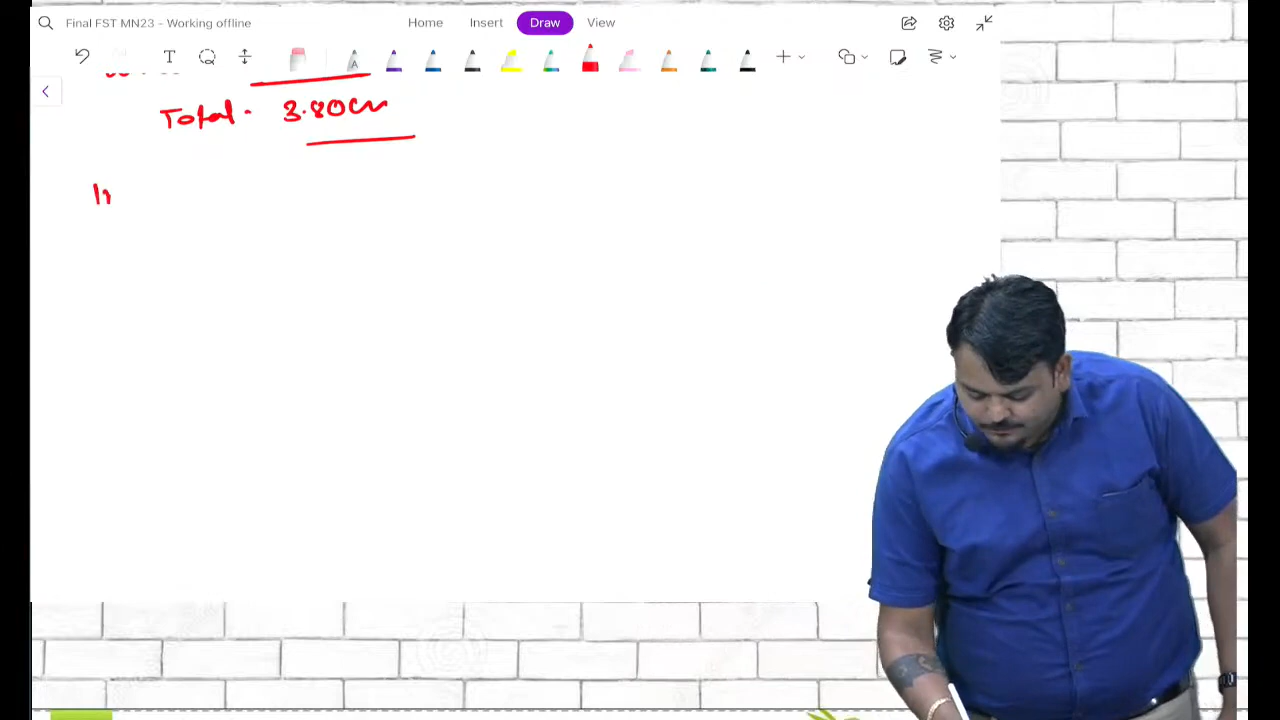 Final FST MN23 - Working offline
Home Insert Draw View
Total - 3.80cr